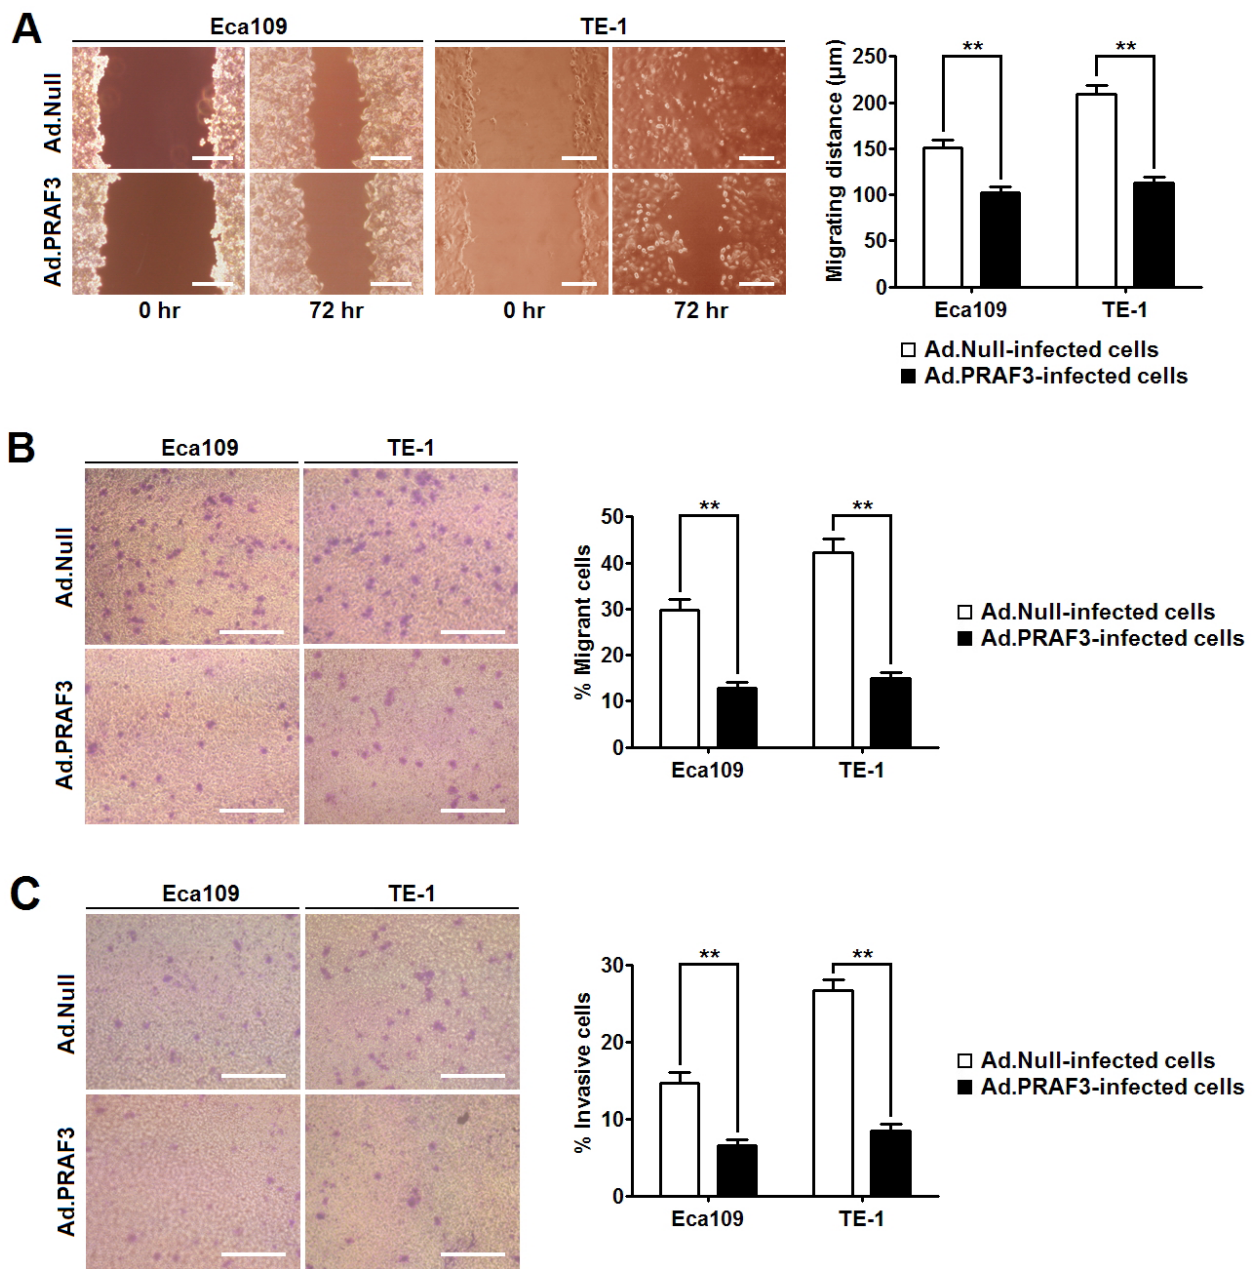 A
Eca109
TE-1
Ad.Null
Ad.PRAF3
0 hr
72 hr
0 hr
72 hr
Migrating distance (µm)
250
200
150
100
50
0
**
**
Eca109
TE-1
Ad.Null-infected cells
Ad.PRAF3-infected cells
B
Eca109
TE-1
Ad.Null
Ad.PRAF3
% Migrant cells
50
40
30
20
10
0
**
**
Eca109
TE-1
Ad.Null-infected cells
Ad.PRAF3-infected cells
C
Eca109
TE-1
Ad.Null
Ad.PRAF3
% Invasive cells
30
20
10
0
**
**
Eca109
TE-1
Ad.Null-infected cells
Ad.PRAF3-infected cells